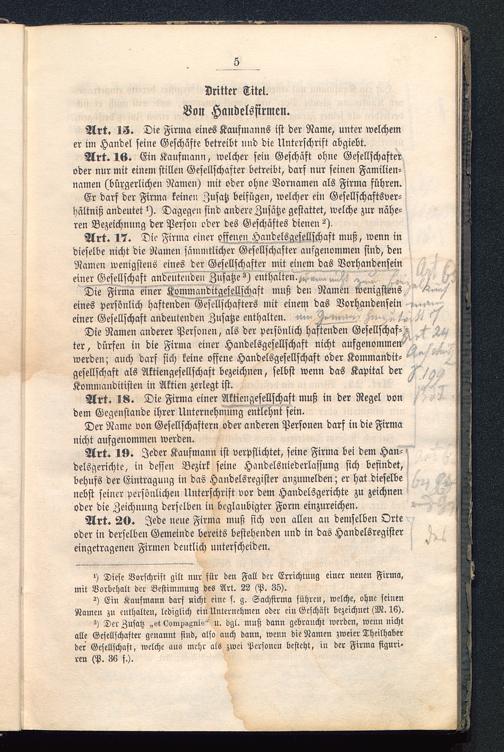 5
Dritter Titel.
Von Handelsfirmen.
Art. 15. Die Firma eines Kaufmanns ist der Name, unter welchem
er im Handel seine Geschäfte betreibt und die Unterschrift abgiebt.
Art. 16. Ein Kaufmann, welcher sein Geschäft ohne Gesellschafter
oder nur mit einem stillen Gesellschafter betreibt, darf nur seinen Familien-
namen (bürgerlichen Namen) mit oder ohne Vornamen als Firma führen.
Er darf der Firma keinen Zusatz beifügen, welcher ein Gesellschaftsver-
hältniß andeutet ¹). Dagegen sind andere Zusätze gestattet, welche zur nähe-
ren Bezeichnung der Person oder des Geschäftes dienen ²).
Art. 17. Die Firma einer offenen Handelsgesellschaft muß, wenn in
dieselbe nicht die Namen sämmtlicher Gesellschafter aufgenommen sind, den
Namen wenigstens eines der Gesellschafter mit einem das Vorhandensein
einer Gesellschaft andeutenden Zusatze ³) enthalten.
Die Firma einer Kommanditgesellschaft muß den Namen wenigstens
eines persönlich haftenden Gesellschafters mit einem das Vorhandensein
einer Gesellschaft andeutenden Zusatze enthalten.
Die Namen anderer Personen, als der persönlich haftenden Gesellschaf-
ter, dürfen in die Firma einer Handelsgesellschaft nicht aufgenommen
werden; auch darf sich keine offene Handelsgesellschaft oder Kommandit-
gesellschaft als Aktiengesellschaft bezeichnen, selbst wenn das Kapital der
Kommanditisten in Aktien zerlegt ist.
Art 24
Art. 18. Die Firma einer Aktiengesellschaft muß in der Regel von
dem Gegenstande ihrer Unternehmung entlehnt sein.
Der Name von Gesellschaftern oder anderen Personen darf in die Firma
nicht aufgenommen werden.
Art. 19. Jeder Kaufmann ist verpflichtet, seine Firma bei dem Han-
delsgerichte, in dessen Bezirk seine Handelsniederlassung sich befindet,
behufs der Eintragung in das Handelsregister anzumelden; er hat dieselbe
nebst seiner persönlichen Unterschrift vor dem Handelsgerichte zu zeichnen
oder die Zeichnung derselben in beglaubigter Form einzureichen.
Art. 20. Jede neue Firma muß sich von allen an demselben Orte
oder in derselben Gemeinde bereits bestehenden und in das Handelsregister
eingetragenen Firmen deutlich unterscheiden.
¹) Diese Vorschrift gilt nur für den Fall der Errichtung einer neuen Firma,
mit Vorbehalt der Bestimmung des Art. 22 (P. 35).
²) Ein Kaufmann darf nicht eine s. g. Sachfirma führen, welche, ohne seinen
Namen zu enthalten, lediglich ein Unternehmen oder ein Geschäft bezeichnet (M. 16).
³) Der Zusatz „et Compagnie" u. dgl. muß dann gebraucht werden, wenn nicht
alle Gesellschafter genannt sind, also auch dann, wenn die Namen zweier Theilhaber
der Gesellschaft, welche aus mehr als zwei Personen besteht, in der Firma figuri-
ren (P. 36 f.).